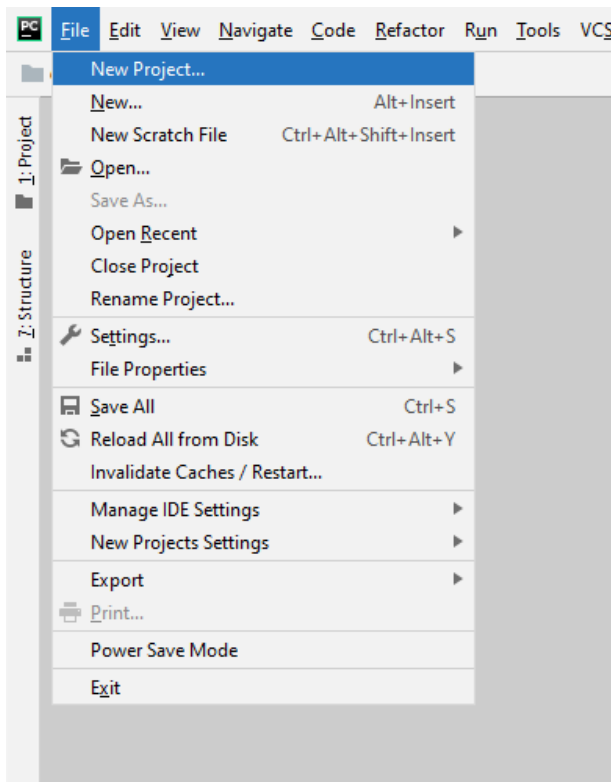 PC File Edit View Navigate Code Refactor Run Tools VCS
New Project...
New... Alt+Insert
New Scratch File Ctrl+Alt+Shift+Insert
Open...
Save As...
Open Recent
Close Project
Rename Project...
Settings... Ctrl+Alt+S
File Properties
Save All Ctrl+S
Reload All from Disk Ctrl+Alt+Y
Invalidate Caches / Restart...
Manage IDE Settings
New Projects Settings
Export
Print...
Power Save Mode
Exit
1: Project
7: Structure